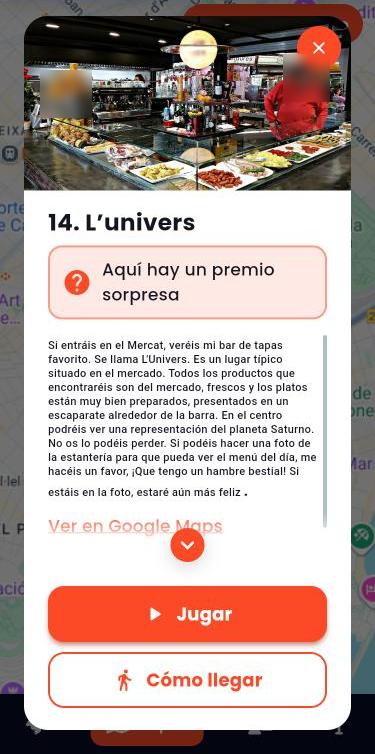 14. L’univers
Aquí hay un premio
sorpresa
Si entráis en el Mercat, veréis mi bar de tapas
favorito. Se llama L'Univers. Es un lugar típico
situado en el mercado. Todos los productos que
encontraréis son del mercado, frescos y los platos
están muy bien preparados, presentados en un
escaparate alrededor de la barra. En el centro
podréis ver una representación del planeta Saturno.
No os lo podéis perder. Si podéis hacer una foto de
la estantería para que pueda ver el menú del día, me
hacéis un favor, ¡Que tengo un hambre bestial! Si
estáis en la foto, estaré aún más feliz .
Ver en Google Maps
Jugar
Cómo llegar